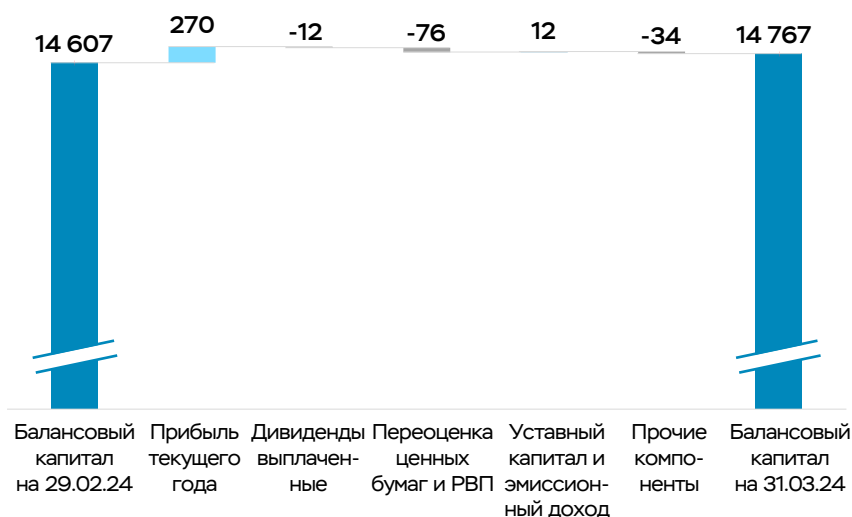 14 607
270
-12
-76
12
-34
14 767
Балансовый
капитал
на 29.02.24
Прибыль
текущего
года
Дивиденды
выплачен-
ные
Переоценка
ценных
бумаг и РВП
Уставный
капитал и
эмиссион-
ный доход
Прочие
компо-
ненты
Балансовый
капитал
на 31.03.24